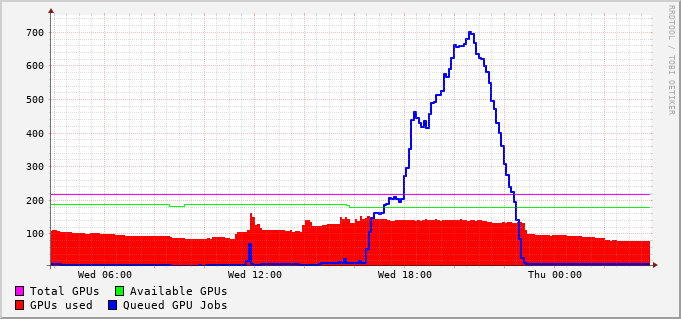 700
600
500
400
300
200
100
Wed 06:00 Wed 12:00 Wed 18:00 Thu 00:00
Total GPUs Available GPUs
GPUs used Queued GPU Jobs
RRDTOOL / TOBI OETIKER